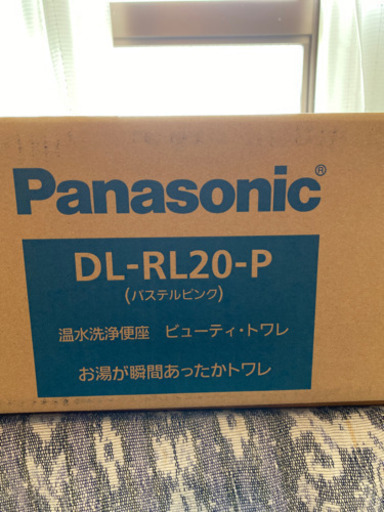 Panasonic®
DL-RL20-P
(パステルピンク)
温水洗浄便座 ビューティ・トワレ
お湯が瞬間あったかトワレ